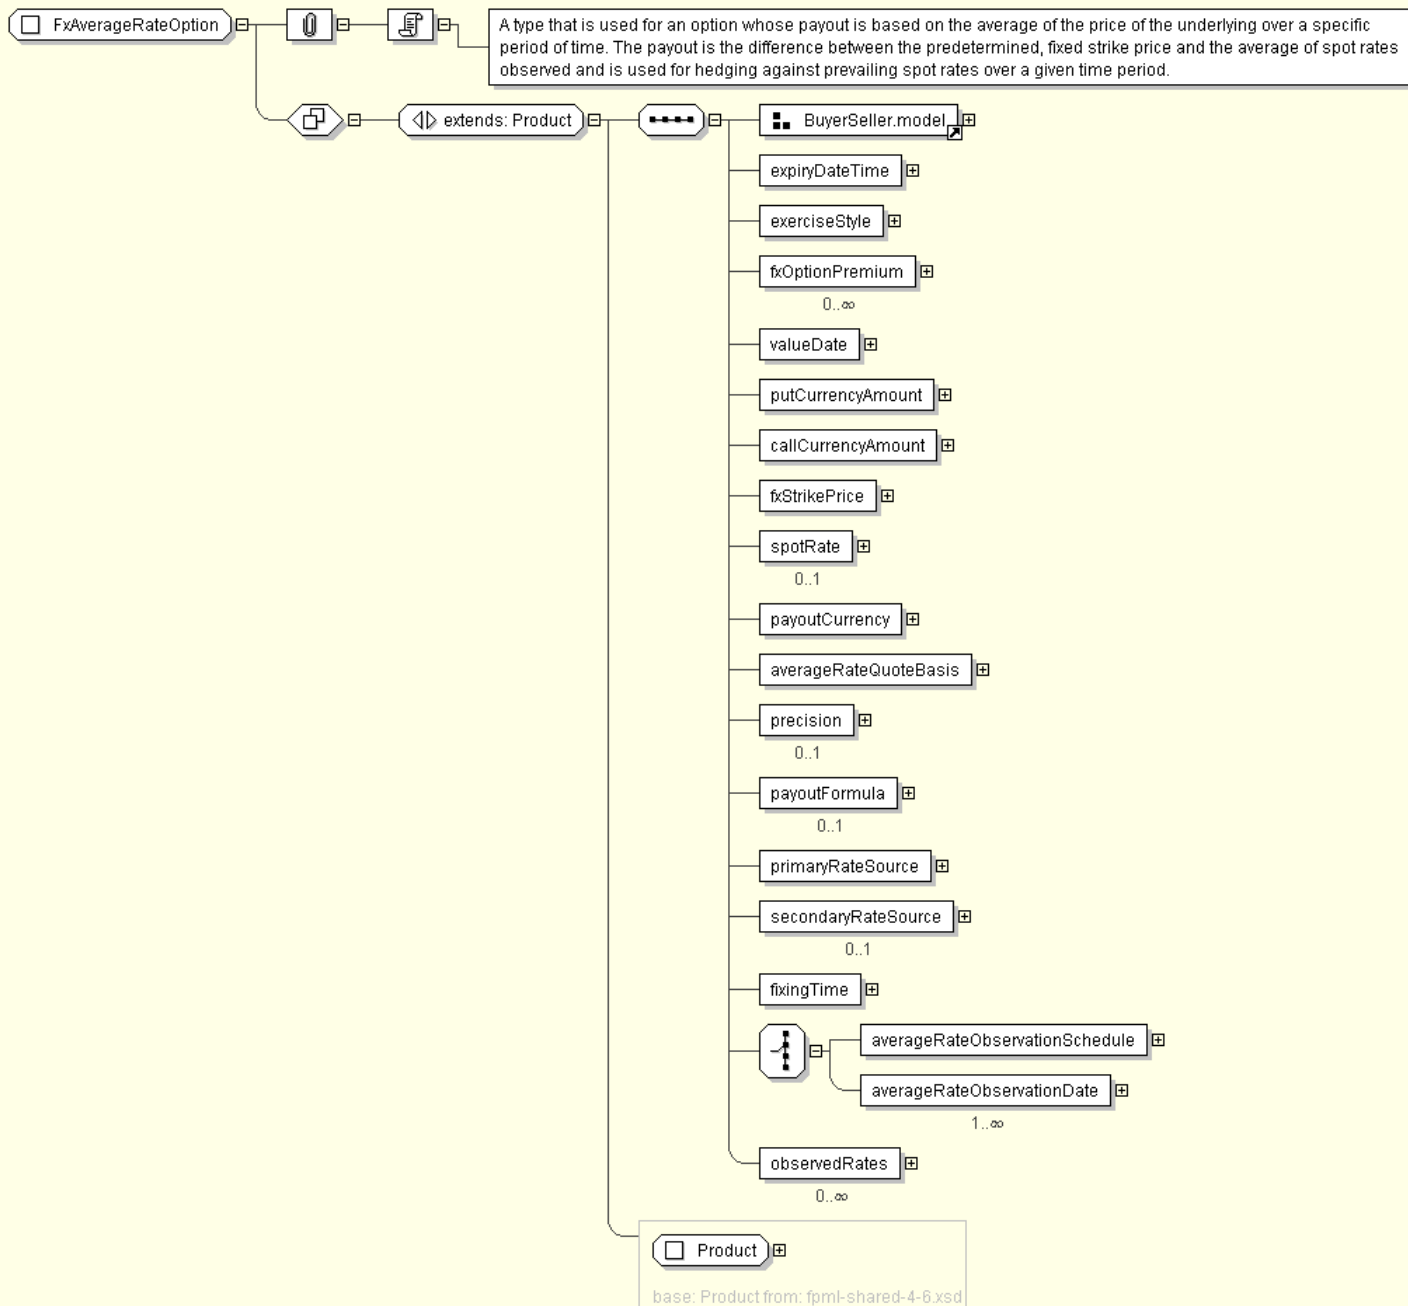 FxAverageRateOption
A type that is used for an option whose payout is based on the average of the price of the underlying over a specific
period of time. The payout is the difference between the predetermined, fixed strike price and the average of spot rates
observed and is used for hedging against prevailing spot rates over a given time period.
extends: Product
BuyerSeller.model
expiryDateTime
exerciseStyle
fxOptionPremium
0..∞
valueDate
putCurrencyAmount
callCurrencyAmount
fxStrikePrice
spotRate
0..1
payoutCurrency
averageRateQuoteBasis
precision
0..1
payoutFormula
0..1
primaryRateSource
secondaryRateSource
0..1
fixingTime
averageRateObservationSchedule
averageRateObservationDate
1..∞
observedRates
0..∞
Product
base: Product from: fpml-shared-4-6.xsd